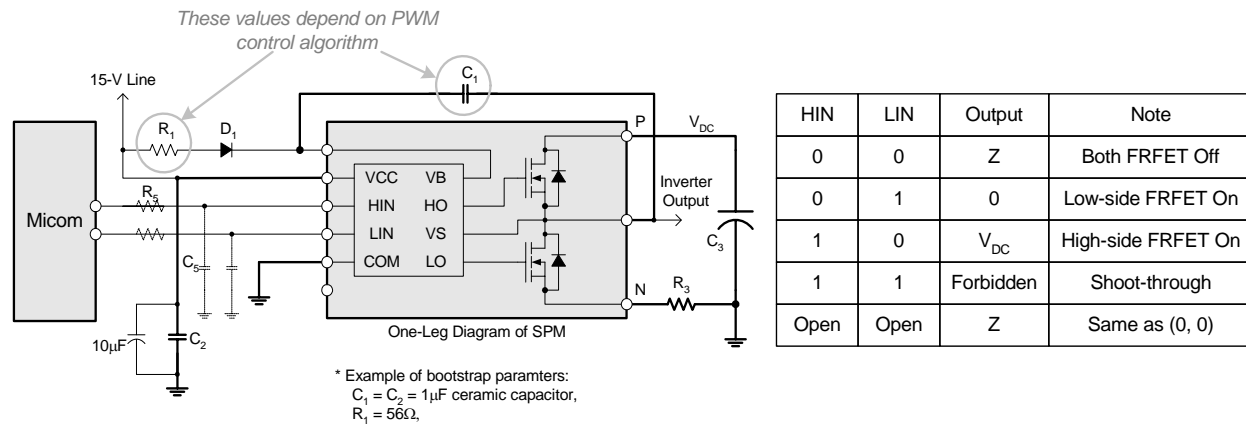 These values depend on PWM
control algorithm
15-V Line
C1
R1
D1
P
VDC
R5
Micom
VCC
VB
HIN
HO
LIN
VS
COM
LO
Inverter
Output
C3
C5
N
R3
10μF
C2
One-Leg Diagram of SPM
* Example of bootstrap paramters:
C1 = C2 = 1μF ceramic capacitor,
R1 = 56Ω,
HIN LIN Output Note
0 0 Z Both FRFET Off
0 1 0 Low-side FRFET On
1 0 VDC High-side FRFET On
1 1 Forbidden Shoot-through
Open Open Z Same as (0, 0)